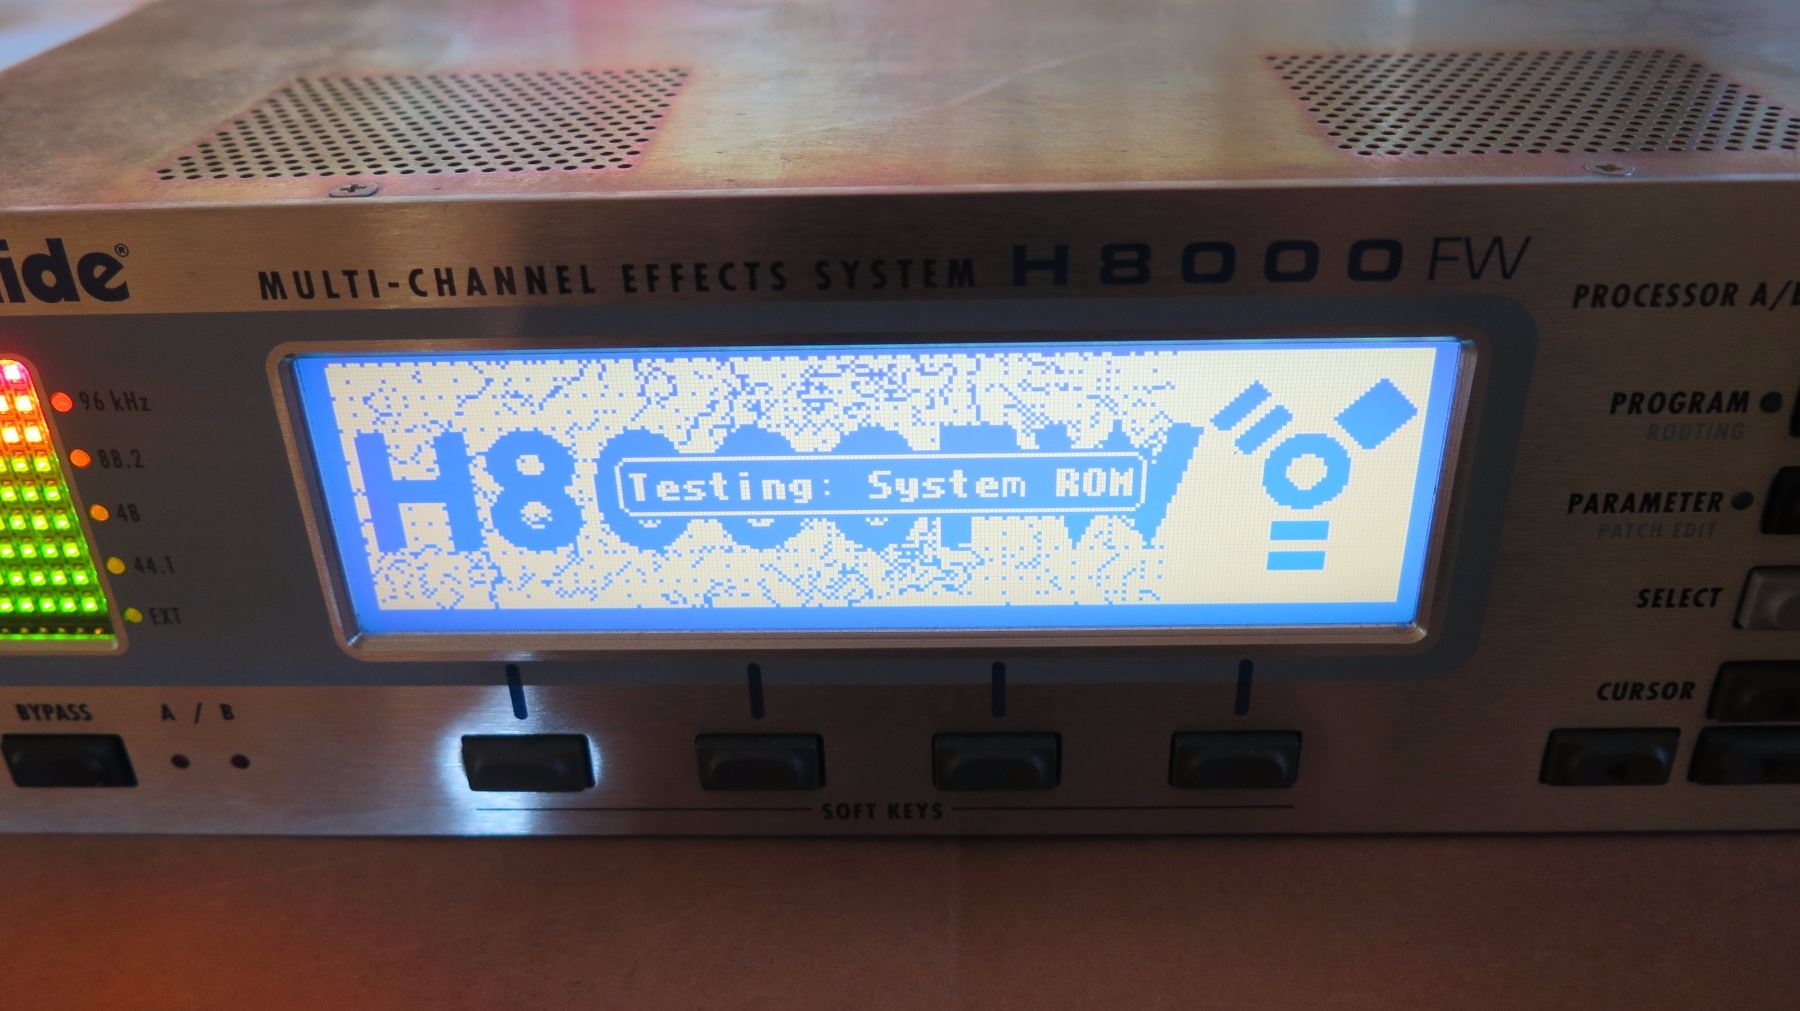 ide®
MULTI-CHANNEL EFFECTS SYSTEM H8000FW
PROCESSOR A/
96 kHz
88.2
48
44.1
EXT
H8000FW
Testing: System ROM
PROGRAM
ROUTING
PARAMETER
PATCH EDIT
SELECT
CURSOR
BYPASS
A / B
SOFT KEYS